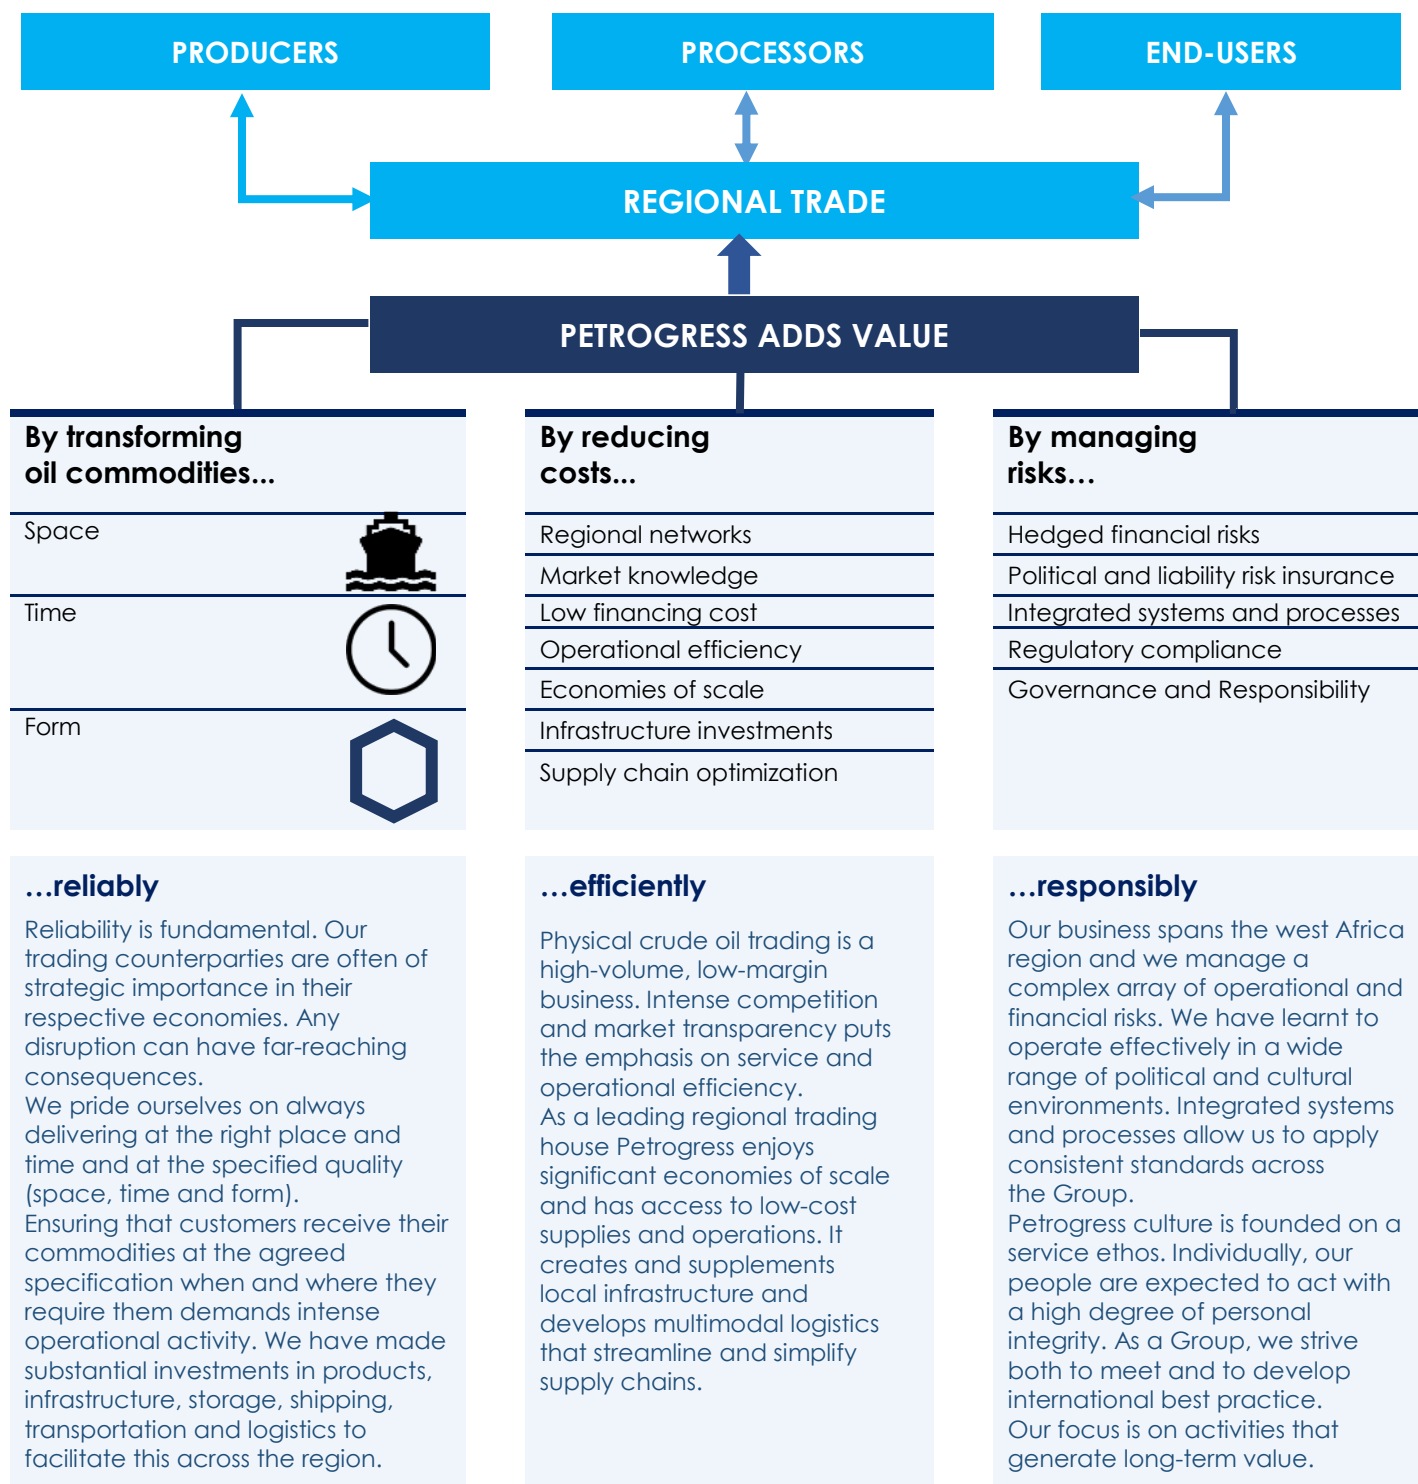 PRODUCERS
PROCESSORS
END-USERS
REGIONAL TRADE
PETROGRESS ADDS VALUE
By transforming
oil commodities...
Space
Time
Form
By reducing
costs...
Regional networks
Market knowledge
Low financing cost
Operational efficiency
Economies of scale
Infrastructure investments
Supply chain optimization
By managing
risks…
Hedged financial risks
Political and liability risk insurance
Integrated systems and processes
Regulatory compliance
Governance and Responsibility
…reliably
Reliability is fundamental. Our
trading counterparties are often of
strategic importance in their
respective economies. Any
disruption can have far-reaching
consequences.
We pride ourselves on always
delivering at the right place and
time and at the specified quality
(space, time and form).
Ensuring that customers receive their
commodities at the agreed
specification when and where they
require them demands intense
operational activity. We have made
substantial investments in products,
infrastructure, storage, shipping,
transportation and logistics to
facilitate this across the region.
…efficiently
Physical crude oil trading is a
high-volume, low-margin
business. Intense competition
and market transparency puts
the emphasis on service and
operational efficiency.
As a leading regional trading
house Petrogress enjoys
significant economies of scale
and has access to low-cost
supplies and operations. It
creates and supplements
local infrastructure and
develops multimodal logistics
that streamline and simplify
supply chains.
…responsibly
Our business spans the west Africa
region and we manage a
complex array of operational and
financial risks. We have learnt to
operate effectively in a wide
range of political and cultural
environments. Integrated systems
and processes allow us to apply
consistent standards across
the Group.
Petrogress culture is founded on a
service ethos. Individually, our
people are expected to act with
a high degree of personal
integrity. As a Group, we strive
both to meet and to develop
international best practice.
Our focus is on activities that
generate long-term value.